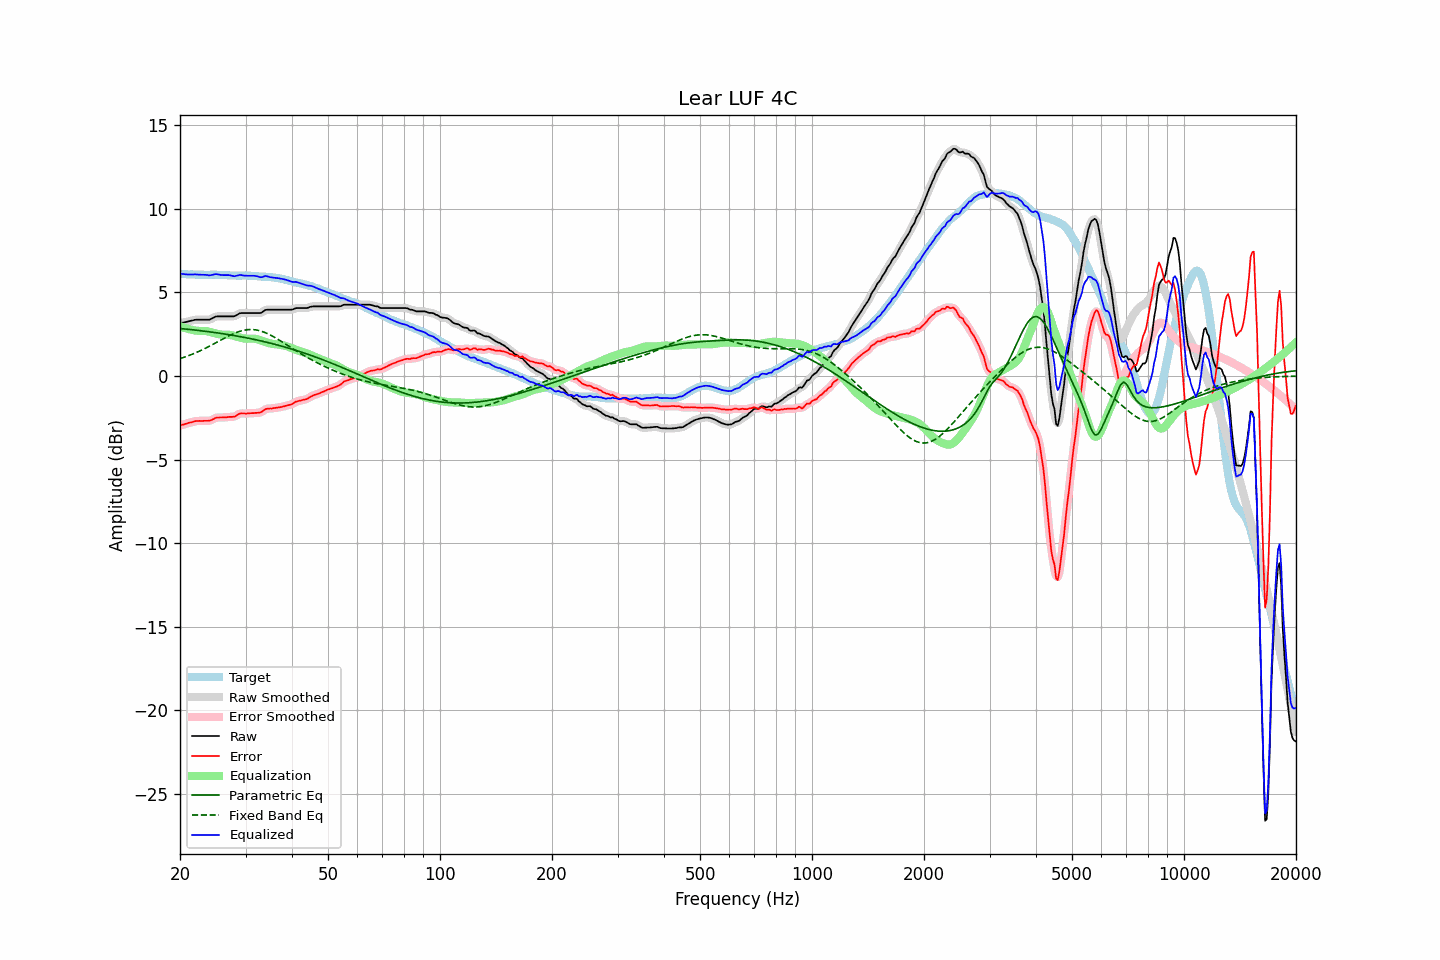 Lear LUF 4C
15
10
5
0
−5
−10
−15
−20
−25
Amplitude (dBr)
Target
Raw Smoothed
Error Smoothed
Raw
Error
Equalization
Parametric Eq
Fixed Band Eq
Equalized
20 50 100 200 500 1000 2000 5000 10000 20000
Frequency (Hz)